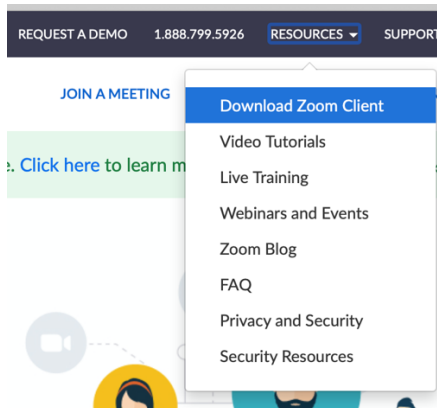 REQUEST A DEMO 1.888.799.5926 RESOURCES SUPPORT
JOIN A MEETING
Download Zoom Client
Video Tutorials
. Click here to learn m
Live Training
Webinars and Events
Zoom Blog
FAQ
Privacy and Security
Security Resources